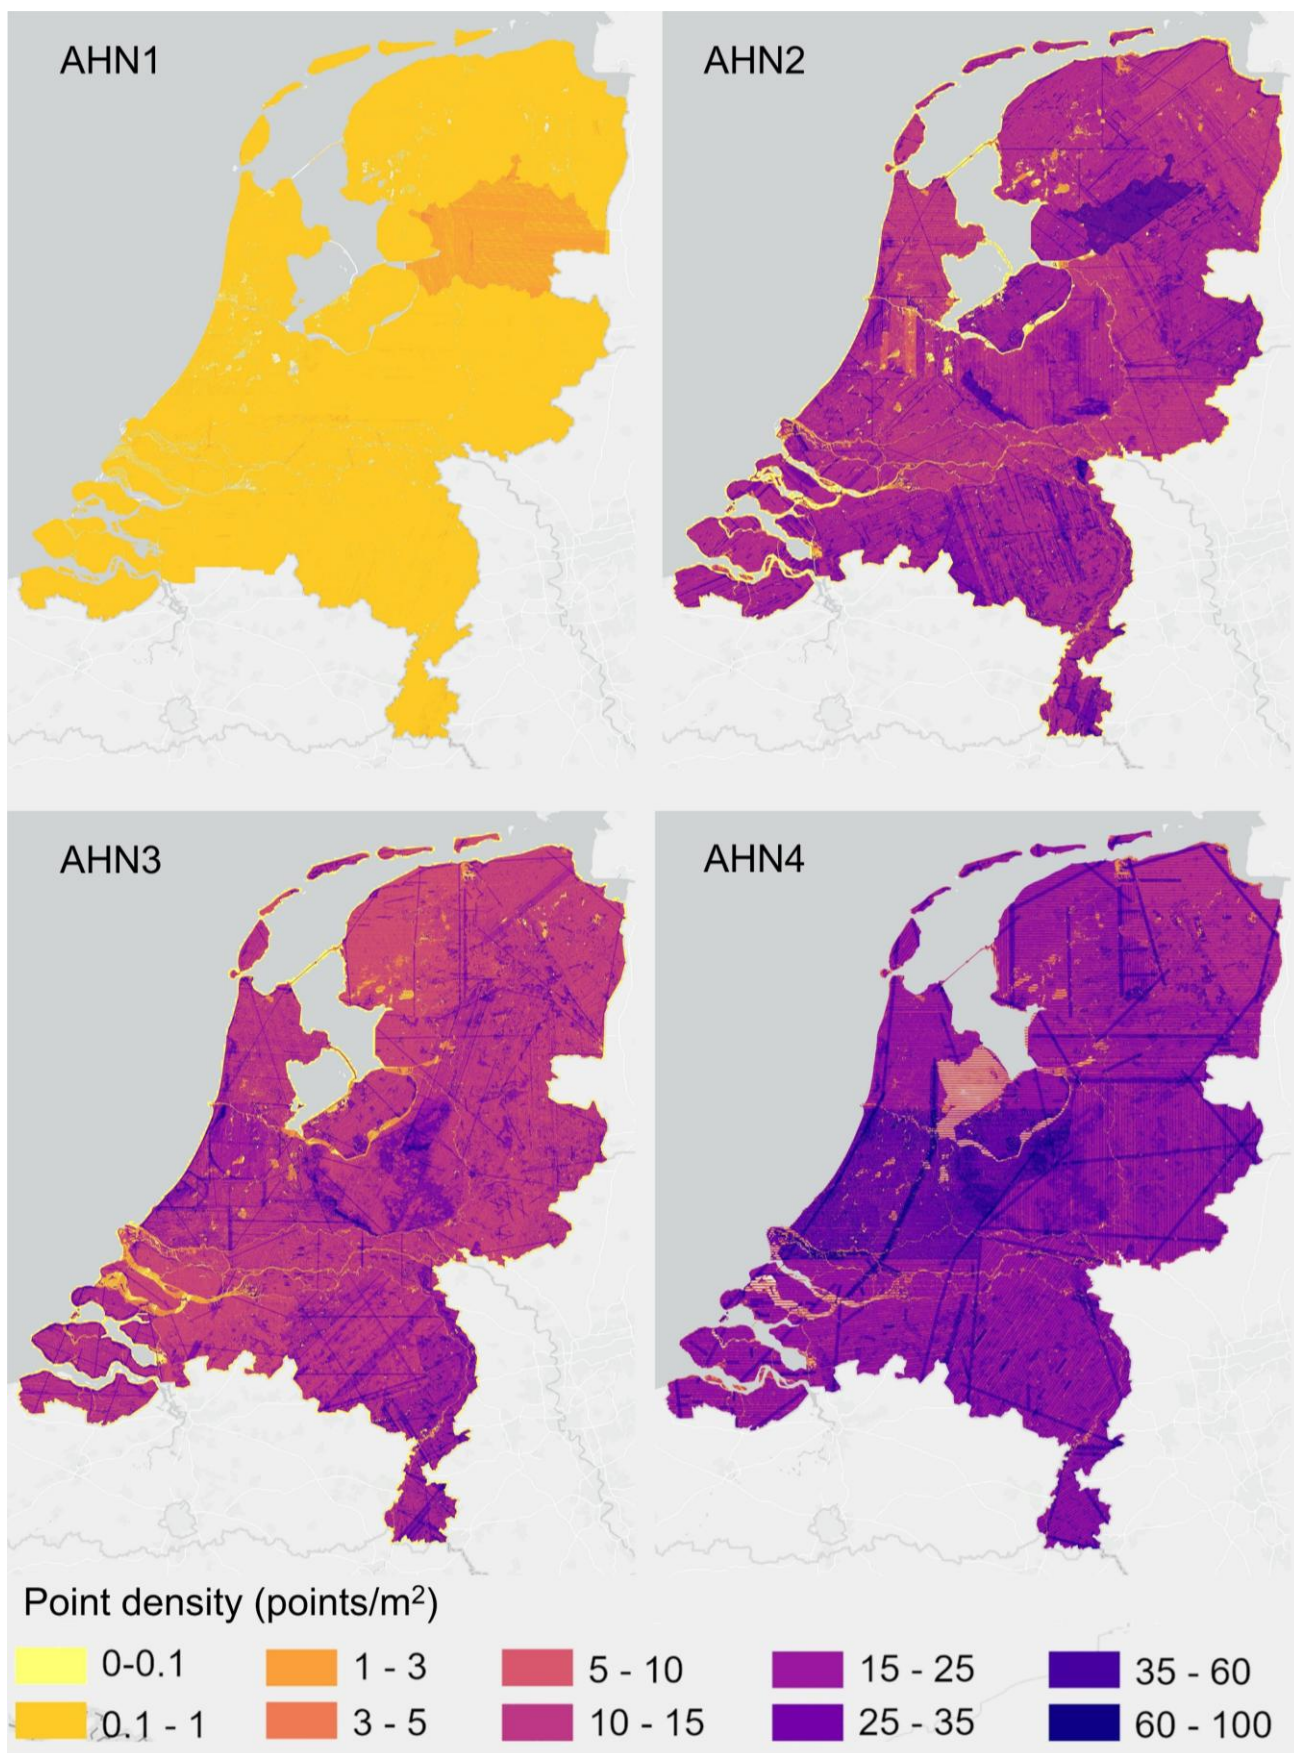 AHN1
AHN2
AHN3
AHN4
Point density (points/m²)
0-0.1
1 - 3
5 - 10
15 - 25
35 - 60
0.1 - 1
3 - 5
10 - 15
25 - 35
60 - 100